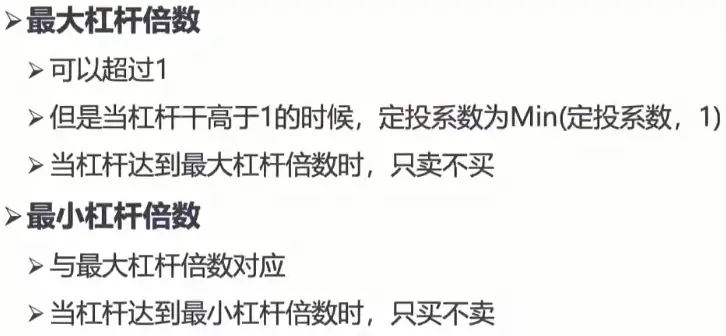 ➢最大杠杆倍数
➢可以超过1
➢但是当杠杆干高于1的时候，定投系数为Min(定投系数，1)
➢当杠杆达到最大杠杆倍数时，只卖不买
➢最小杠杆倍数
➢与最大杠杆倍数对应
➢当杠杆达到最小杠杆倍数时，只买不卖